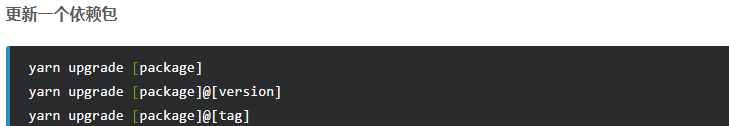 更新一个依赖包
yarn upgrade [package]
yarn upgrade [package]@[version]
yarn upgrade [package]@[tag]